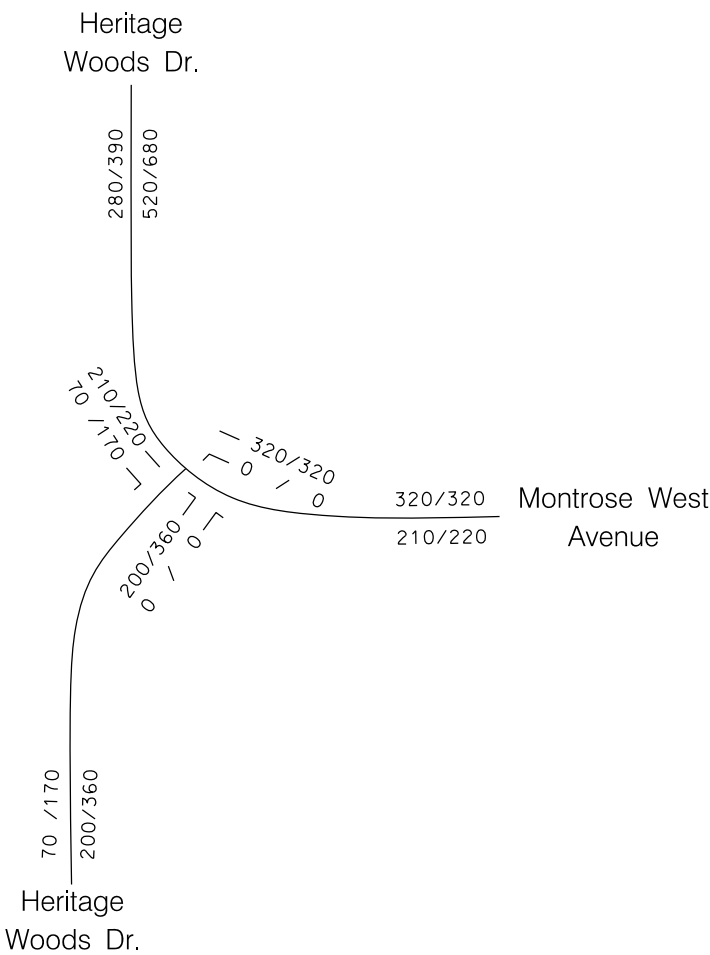 Heritage
Woods Dr.
280/390
520/680
210/220
70 /170
320/320
0 / 0
320/320
210/220
Montrose West
Avenue
200/360
0 / 0
70 /170
200/360
Heritage
Woods Dr.